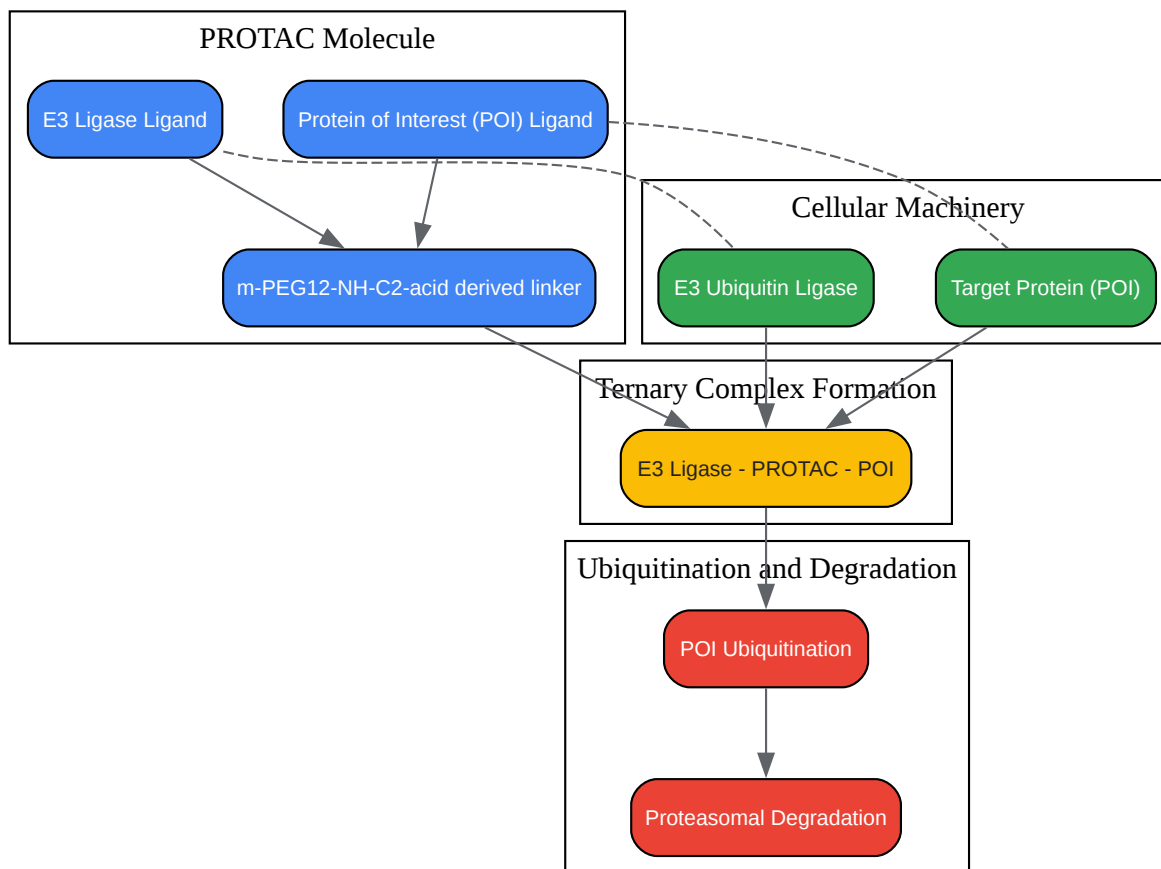 PROTAC Molecule
E3 Ligase Ligand
Protein of Interest (POI) Ligand
m-PEG12-NH-C2-acid derived linker
Cellular Machinery
E3 Ubiquitin Ligase
Target Protein (POI)
Ternary Complex Formation
E3 Ligase - PROTAC - POI
Ubiquitination and Degradation
POI Ubiquitination
Proteasomal Degradation